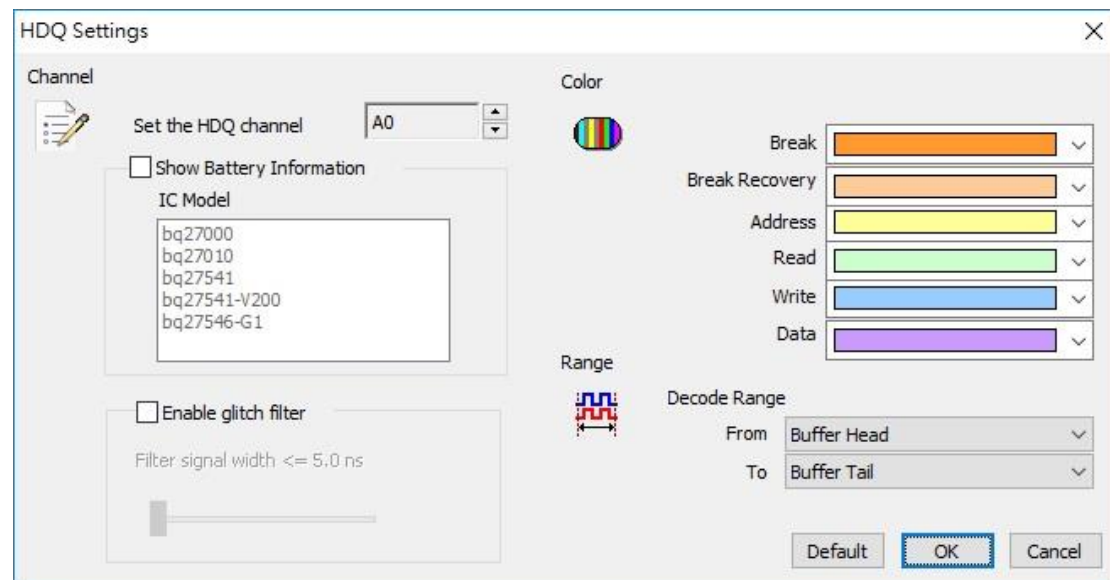 HDQ Settings
Channel
Set the HDQ channel
A0
Show Battery Information
IC Model
bq27000
bq27010
bq27541
bq27541-V200
bq27546-G1
Enable glitch filter
Filter signal width <= 5.0 ns
Color
Break
Break Recovery
Address
Read
Write
Data
Range
Decode Range
From Buffer Head
To Buffer Tail
Default OK Cancel